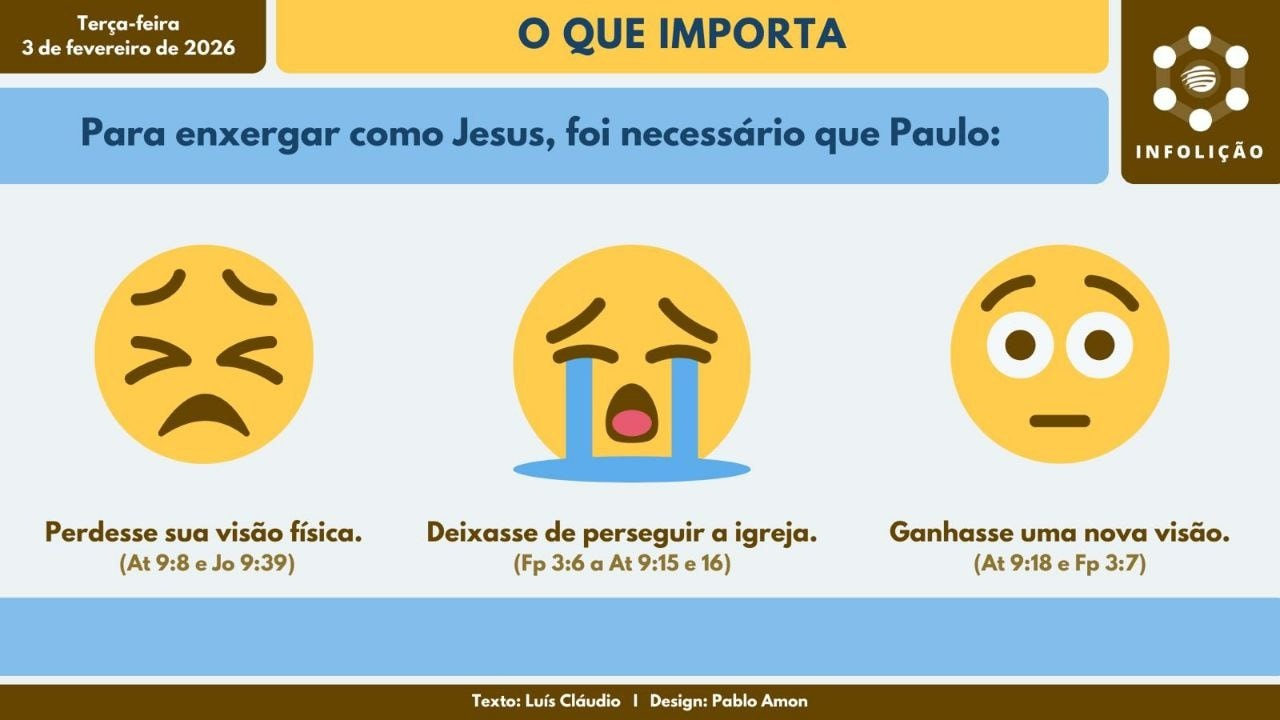 Terça-feira
3 de fevereiro de 2026
O QUE IMPORTA
INFOLIÇÃO
Para enxergar como Jesus, foi necessário que Paulo:
Perdesse sua visão física.
(At 9:8 e Jo 9:39)
Deixasse de perseguir a igreja.
(Fp 3:6 a At 9:15 e 16)
Ganhasse uma nova visão.
(At 9:18 e Fp 3:7)
Texto: Luís Cláudio I Design: Pablo Amon